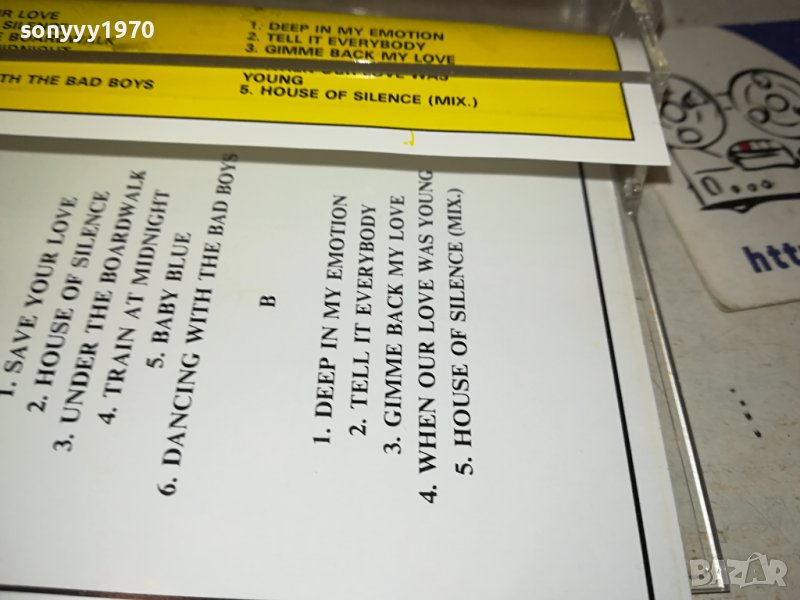 sonyyy1970
UR LOVE
MIDNIGHT
TH THE BAD BOYS
1. DEEP IN MY EMOTION
2. TELL IT EVERYBODY
3. GIMME BACK MY LOVE
YOUNG
5. HOUSE OF SILENCE (MIX.)
1. SAVE YOUR LOVE
2. HOUSE OF SILENCE
3. UNDER THE BOARDWALK
4. TRAIN AT MIDNIGHT
5. BABY BLUE
6. DANCING WITH THE BAD BOYS
B
1. DEEP IN MY EMOTION
2. TELL IT EVERYBODY
3. GIMME BACK MY LOVE
4. WHEN OUR LOVE WAS YOUNG
5. HOUSE OF SILENCE (MIX.)
htt
BAZAR